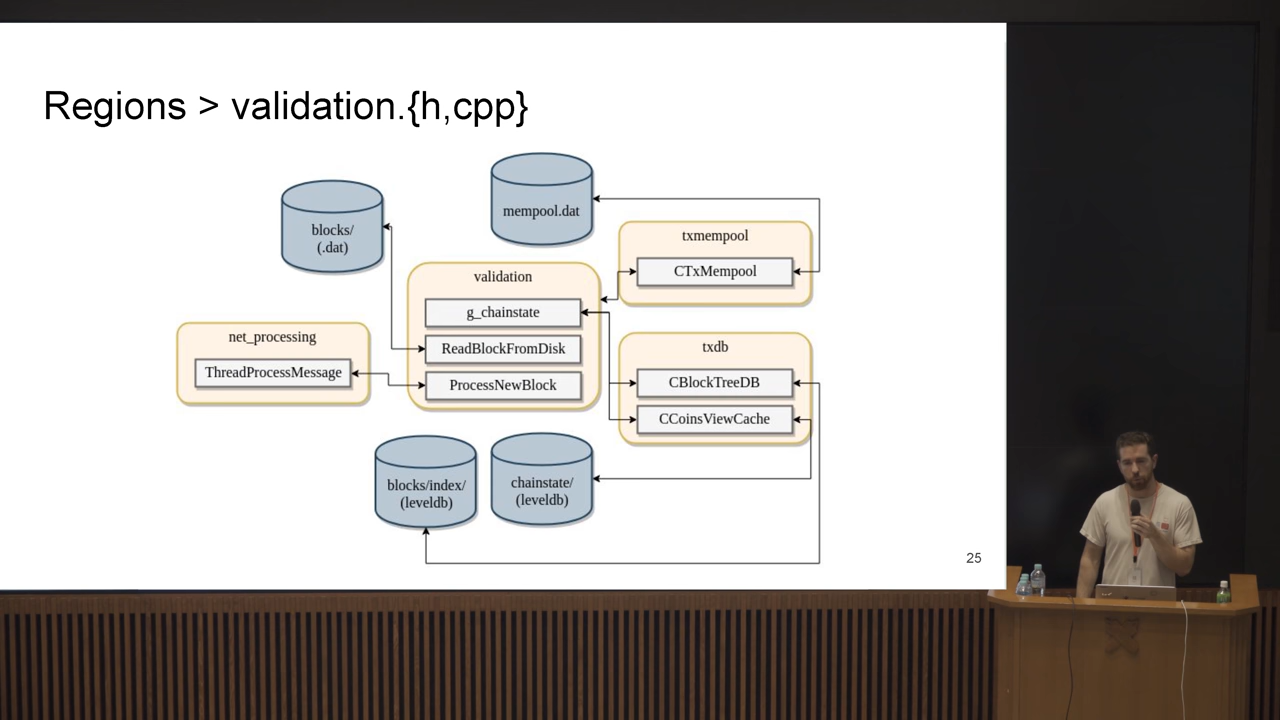 Regions > validation.{h,cpp}
mempool.dat
blocks/
(.dat)
txmempool
CTxMempool
validation
g_chainstate
ReadBlockFromDisk
ProcessNewBlock
net_processing
ThreadProcessMessage
txdb
CBlockTreeDB
CCoinsViewCache
blocks/index/
(leveldb)
chainstate/
(leveldb)
25